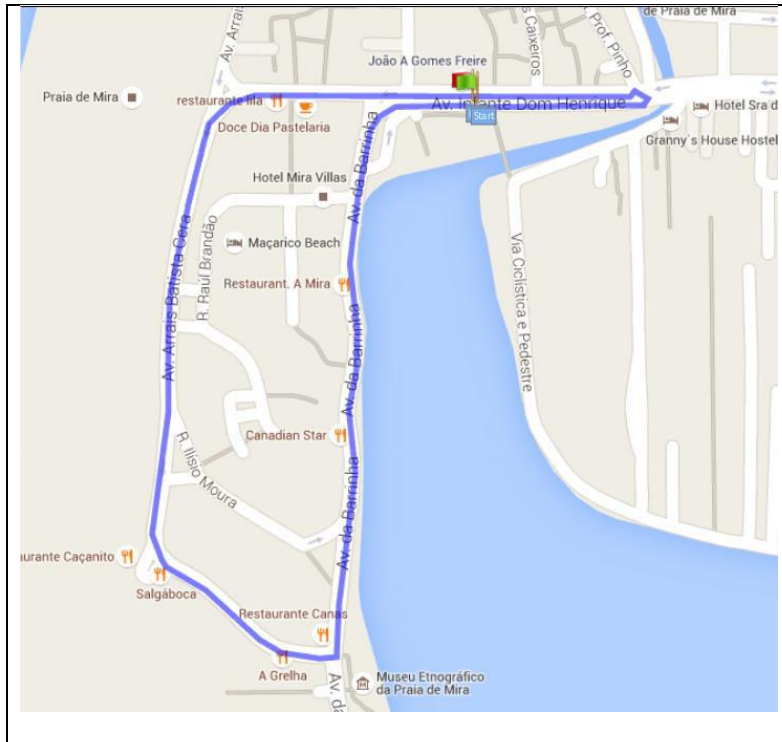 de Praia de Mira
Av. Arrais
s Caixeiros
Prof. Pinho
João A Gomes Freire
Praia de Mira
restaurante lila
Av. Infante Dom Henrique
Start
Hotel Sra d
Doce Dia Pastelaria
Granny's House Hostel
Av. da Barrinha
Hotel Mira Villas
Av. Arrais Batista Cera
R. Raúl Brandão
Maçarico Beach
Via Ciclística e Pedestre
Restaurant. A Mira
Av. da Barrinha
Canadian Star
R. Ilísio Moura
Av. da Barrinha
urante Caçanito
Salgáboca
Restaurante Canas
A Grelha
Museu Etnográfico
da Praia de Mira
Av. da